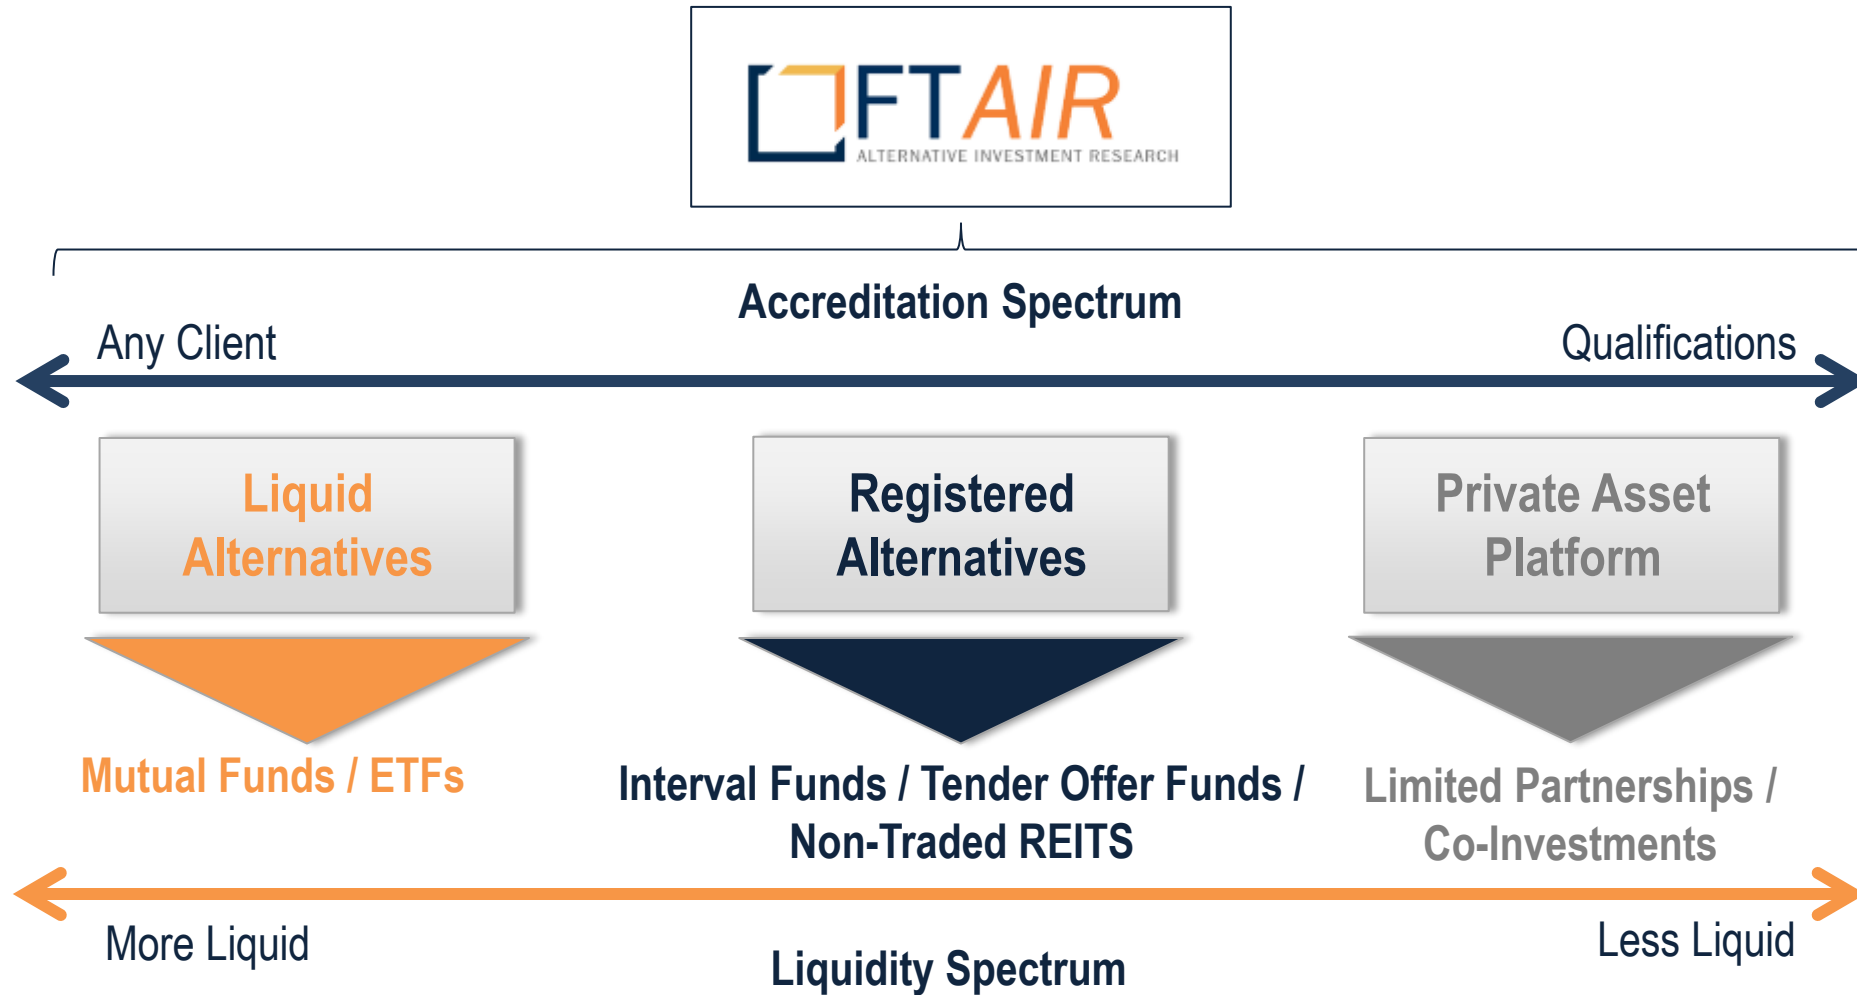 FTAIR
ALTERNATIVE INVESTMENT RESEARCH
Accreditation Spectrum
Any Client
Qualifications
Liquid
Alternatives
Registered
Alternatives
Private Asset
Platform
Mutual Funds / ETFs
Interval Funds / Tender Offer Funds /
Non-Traded REITS
Limited Partnerships /
Co-Investments
More Liquid
Less Liquid
Liquidity Spectrum